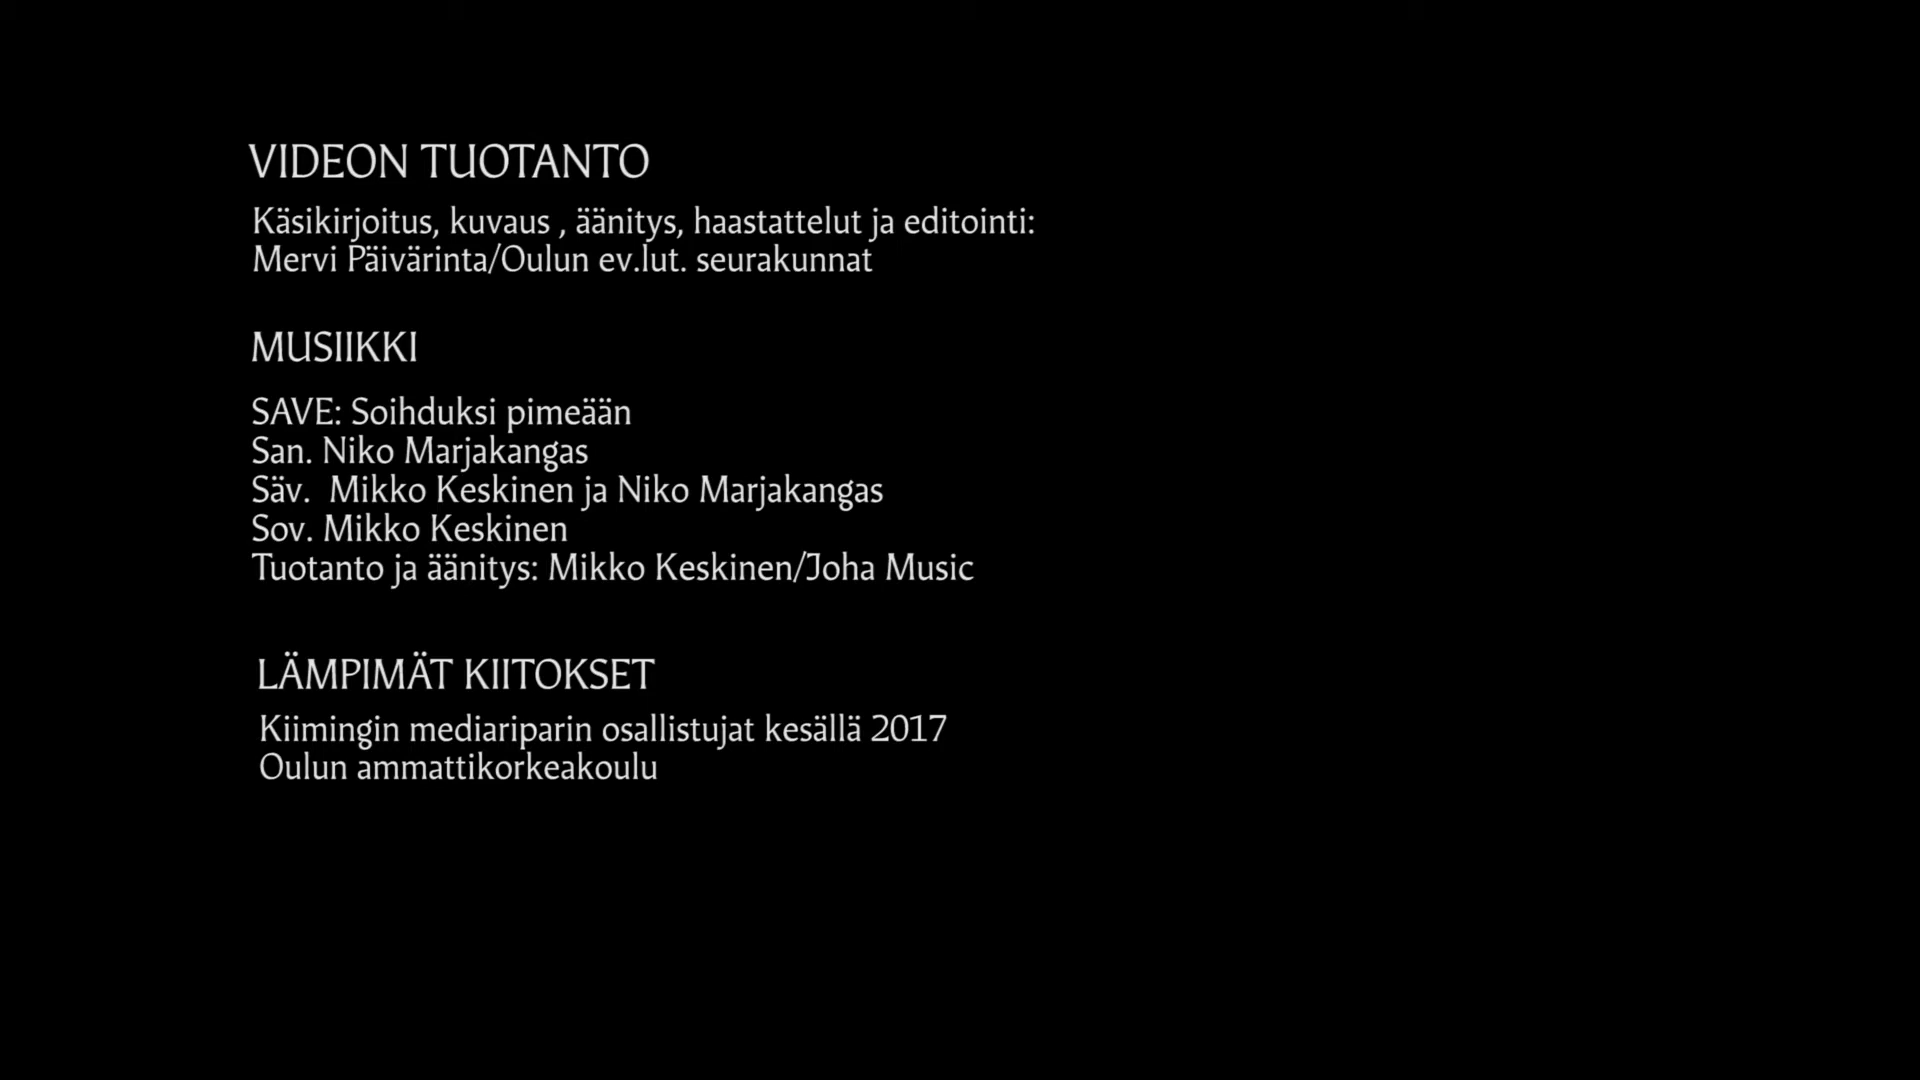 VIDEON TUOTANTO
Käsikirjoitus, kuvaus , äänitys, haastattelut ja editointi:
Mervi Päivärinta/Oulun ev.lut. seurakunnat
MUSIIKKI
SAVE: Soihduksi pimeään
San. Niko Marjakangas
Säv.  Mikko Keskinen ja Niko Marjakangas
Sov. Mikko Keskinen
Tuotanto ja äänitys: Mikko Keskinen/Joha Music
LÄMPIMÄT KIITOKSET
Kiimingin mediariparin osallistujat kesällä 2017
Oulun ammattikorkeakoulu